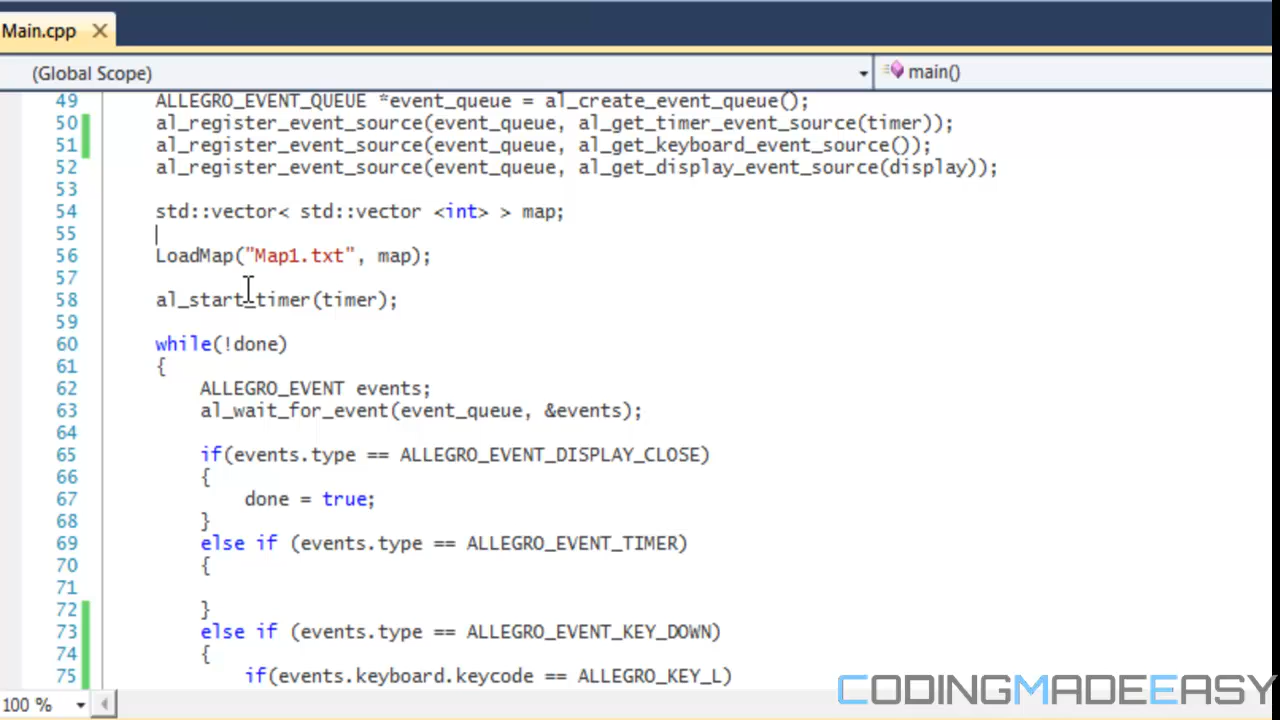 Main.cpp
(Global Scope) main()
49 ALLEGRO_EVENT_QUEUE *event_queue = al_create_event_queue();
50 al_register_event_source(event_queue, al_get_timer_event_source(timer));
51 al_register_event_source(event_queue, al_get_keyboard_event_source());
52 al_register_event_source(event_queue, al_get_display_event_source(display));
53
54 std::vector< std::vector <int> > map;
55
56 LoadMap("Map1.txt", map);
57
58 al_start_timer(timer);
59
60 while(!done)
61 {
62 ALLEGRO_EVENT events;
63 al_wait_for_event(event_queue, &events);
64
65 if(events.type == ALLEGRO_EVENT_DISPLAY_CLOSE)
66 {
67 done = true;
68 }
69 else if (events.type == ALLEGRO_EVENT_TIMER)
70 {
71
72 }
73 else if (events.type == ALLEGRO_EVENT_KEY_DOWN)
74 {
75 if(events.keyboard.keycode == ALLEGRO_KEY_L)
100 %
CODINGMADEEASY